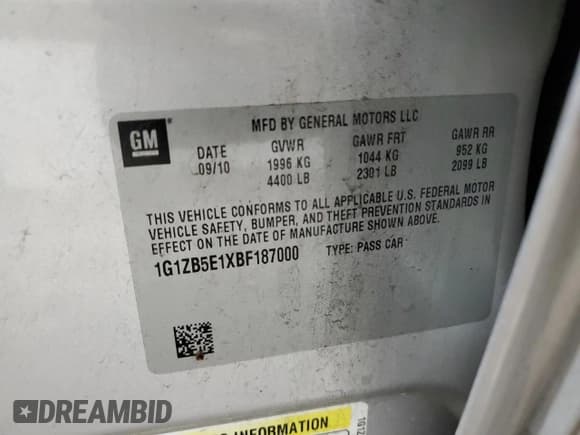 GM
MFD BY GENERAL MOTORS LLC
DATE GVWR GAWR FRT GAWR RR
09/10 1996 KG 1044 KG 952 KG
4400 LB 2301 LB 2099 LB
THIS VEHICLE CONFORMS TO ALL APPLICABLE U.S. FEDERAL MOTOR
VEHICLE SAFETY, BUMPER, AND THEFT PREVENTION STANDARDS IN
EFFECT ON THE DATE OF MANUFACTURE SHOWN ABOVE.
1G1ZB5E1XBF187000 TYPE: PASS CAR
INFORMATION
DREAMBID